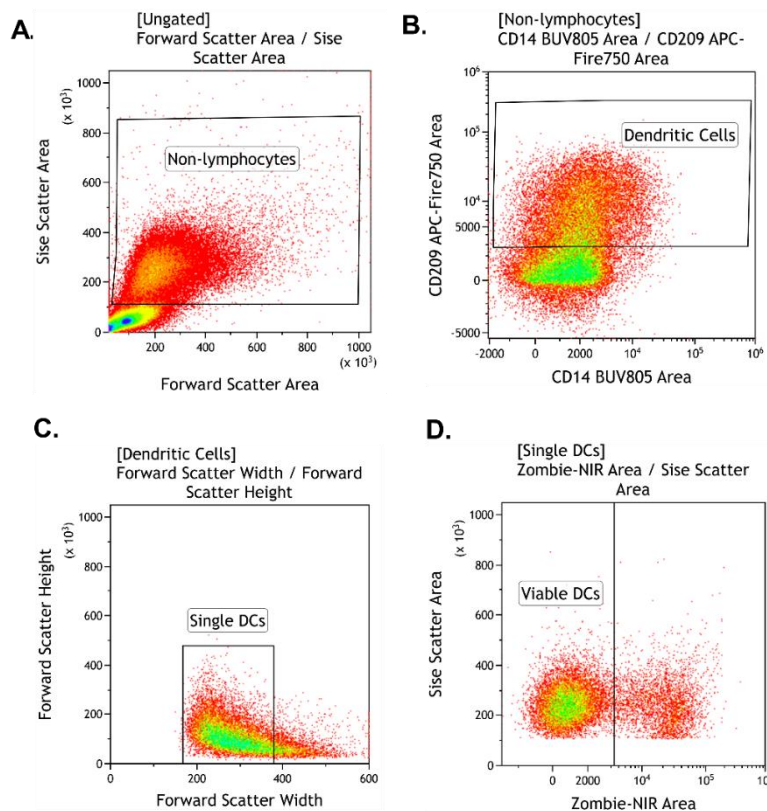 A.
[Ungated]
Forward Scatter Area / Sise
Scatter Area
(x 10³)
1000
800
600
400
200
0
Sise Scatter Area
Non-lymphocytes
200
400
600
800
1000
(x 10³)
Forward Scatter Area
B.
[Non-lymphocytes]
CD14 BUV805 Area / CD209 APC-
Fire750 Area
10⁶
10⁵
10⁴
5000
0
-5000
CD209 APC-Fire750 Area
Dendritic Cells
-2000
0
2000
10⁴
10⁵
10⁶
CD14 BUV805 Area
C.
[Dendritic Cells]
Forward Scatter Width / Forward
Scatter Height
(x 10³)
1000
800
600
400
200
0
Forward Scatter Height
Single DCs
0
200
400
600
Forward Scatter Width
D.
[Single DCs]
Zombie-NIR Area / Sise Scatter
Area
(x 10³)
1000
800
600
400
200
0
Sise Scatter Area
Viable DCs
0
2000
10⁴
10⁵
10
Zombie-NIR Area